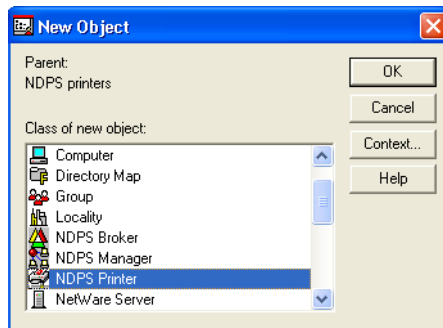 New Object
Parent:
NDPS printers
Class of new object:
Computer
Directory Map
Group
Locality
NDPS Broker
NDPS Manager
NDPS Printer
NetWare Server
OK
Cancel
Context...
Help